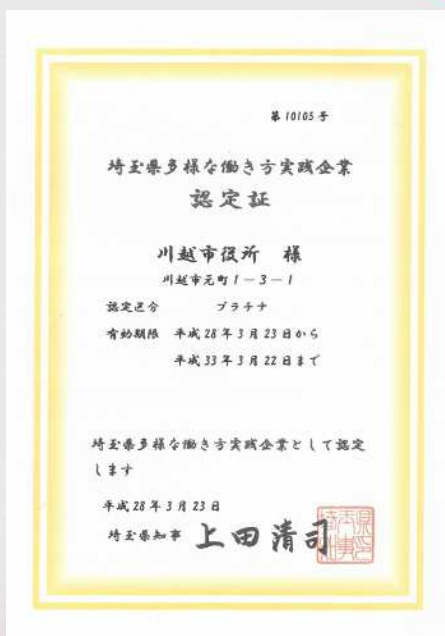 第10105号
埼玉県多様な働き方実践企業
認定証
川越市役所 様
川越市元町1-3-1
認定区分 プラチナ
有効期限 平成28年3月23日から
平成33年3月22日まで
埼玉県多様な働き方実践企業として認定
します
平成28年3月23日
埼玉県知事 上田清司